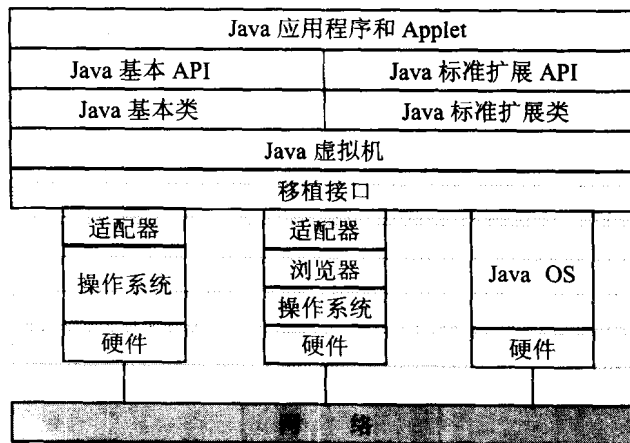 Java 应用程序和 Applet
Java 基本 API Java 标准扩展 API
Java 基本类 Java 标准扩展类
Java 虚拟机
移植接口
适配器 适配器
浏览器
操作系统 Java OS
操作系统
硬件 硬件 硬件
网 络